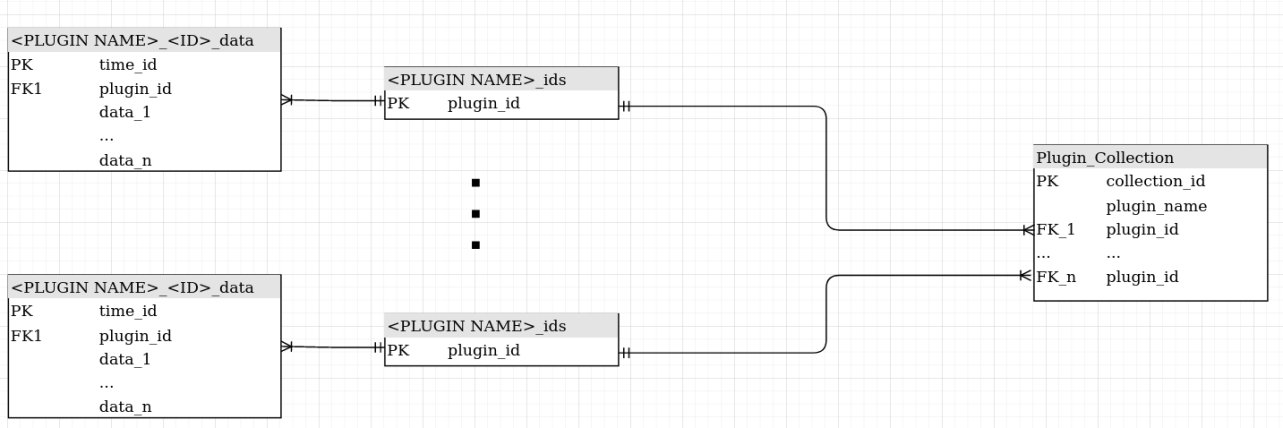 <PLUGIN NAME>_<ID>_data
PK time_id
FK1 plugin_id
data_1
...
data_n
<PLUGIN NAME>_ids
PK plugin_id
Plugin_Collection
PK collection_id
plugin_name
FK_1 plugin_id
... ...
FK_n plugin_id
<PLUGIN NAME>_<ID>_data
PK time_id
FK1 plugin_id
data_1
...
data_n
<PLUGIN NAME>_ids
PK plugin_id